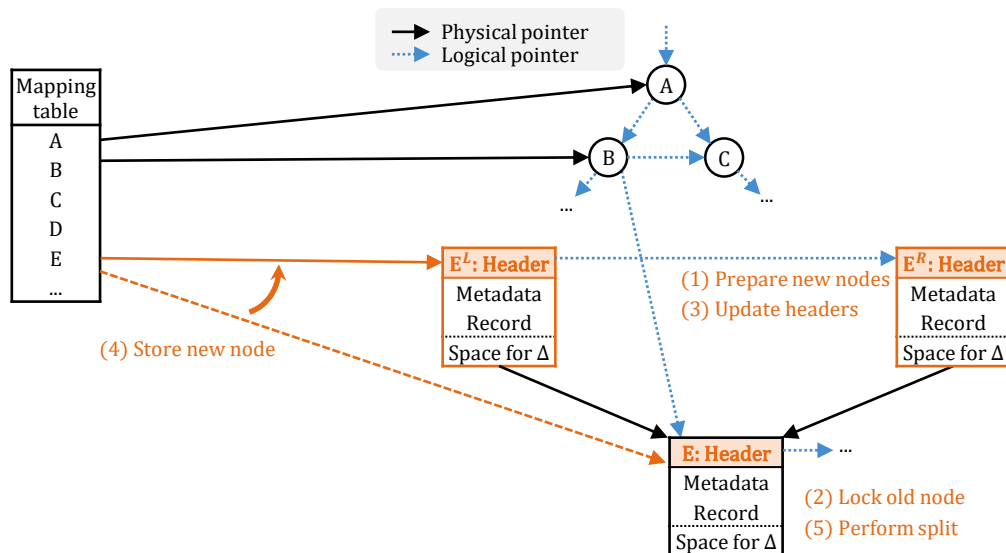 Physical pointer
Logical pointer
Mapping
table
A
B
C
D
E
...
A
B
C
...
...
E^L: Header
Metadata
Record
Space for Δ
(1) Prepare new nodes
(3) Update headers
E^R: Header
Metadata
Record
Space for Δ
(4) Store new node
E: Header
Metadata
Record
Space for Δ
...
(2) Lock old node
(5) Perform split